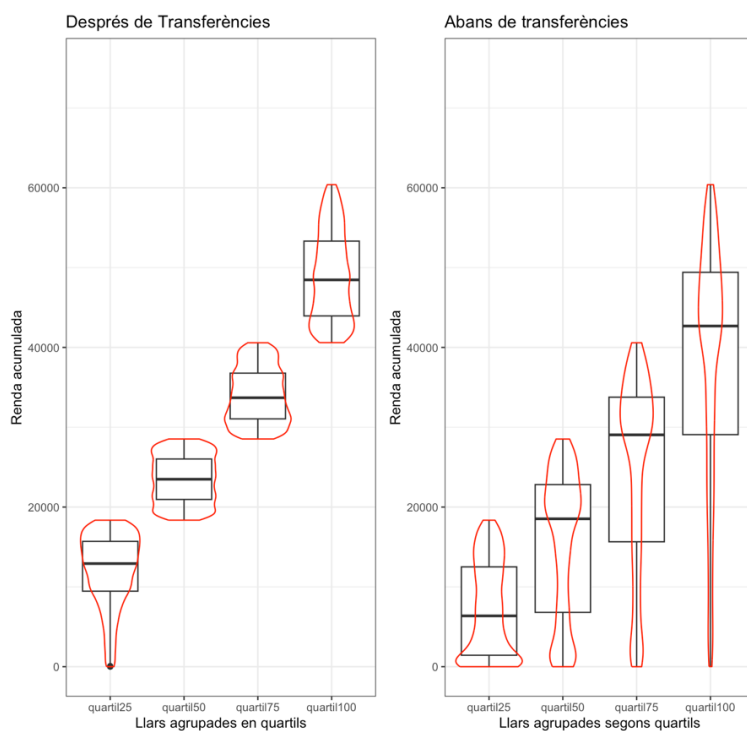 Després de Transferències
Renda acumulada
60000
40000
20000
0
quartil25 quartil50 quartil75 quartil100
Llars agrupades en quartils
Abans de transferències
Renda acumulada
60000
40000
20000
0
quartil25 quartil50 quartil75 quartil100
Llars agrupades segons quartils